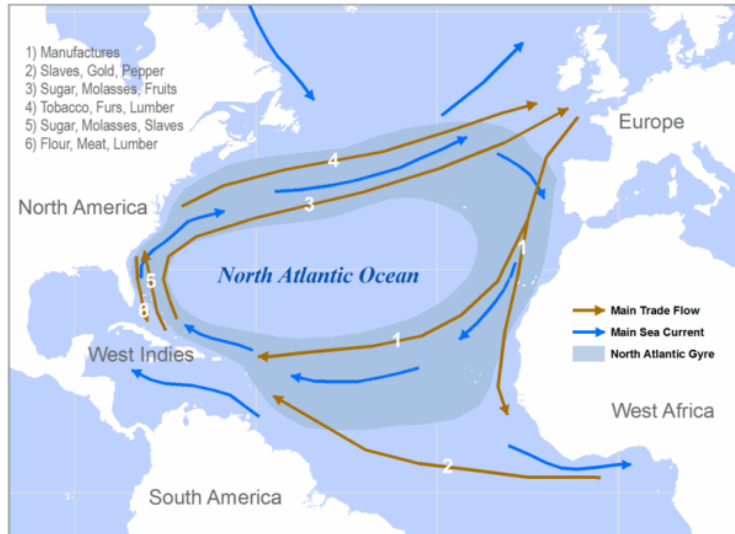 1) Manufactures
2) Slaves, Gold, Pepper
3) Sugar, Molasses, Fruits
4) Tobacco, Furs, Lumber
5) Sugar, Molasses, Slaves
6) Flour, Meat, Lumber
Europe
4
North America
3
1
North Atlantic Ocean
5
6
Main Trade Flow
Main Sea Current
North Atlantic Gyre
1
West Indies
West Africa
2
South America